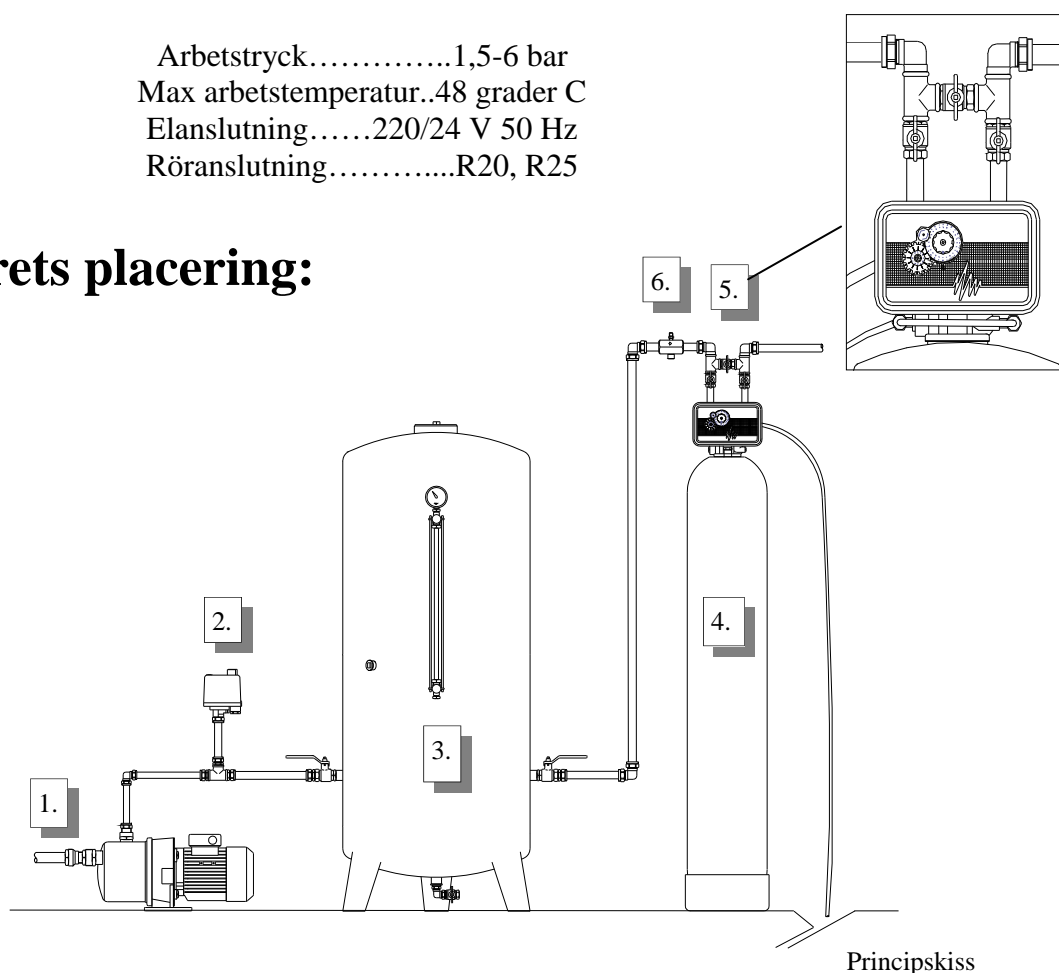 Arbetstryck…………..1,5-6 bar
Max arbetstemperatur..48 grader C
Elanslutning……220/24 V 50 Hz
Röranslutning………....R20, R25
rets placering:
6.
5.
4.
2.
3.
1.
Principskiss